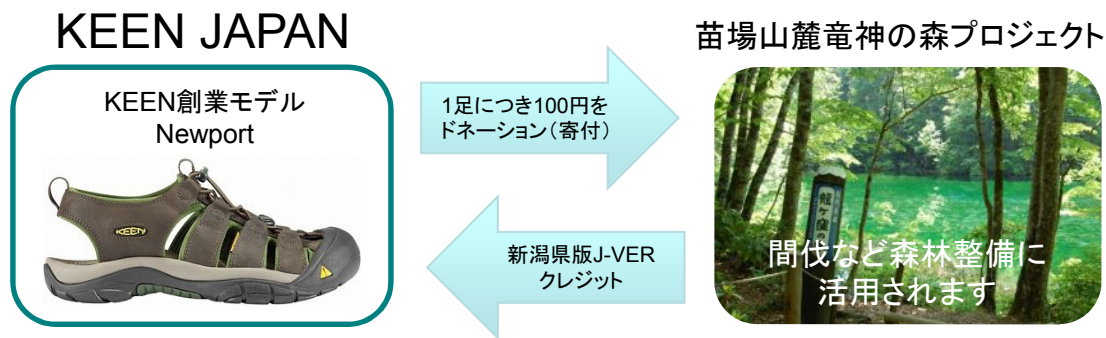 KEEN JAPAN
KEEN創業モデル
Newport
KEEN
1足につき100円を
ドネーション（寄付）
新潟県版J-VER
クレジット
苗場山麓竜神の森プロジェクト
間伐など森林整備に
活用されます